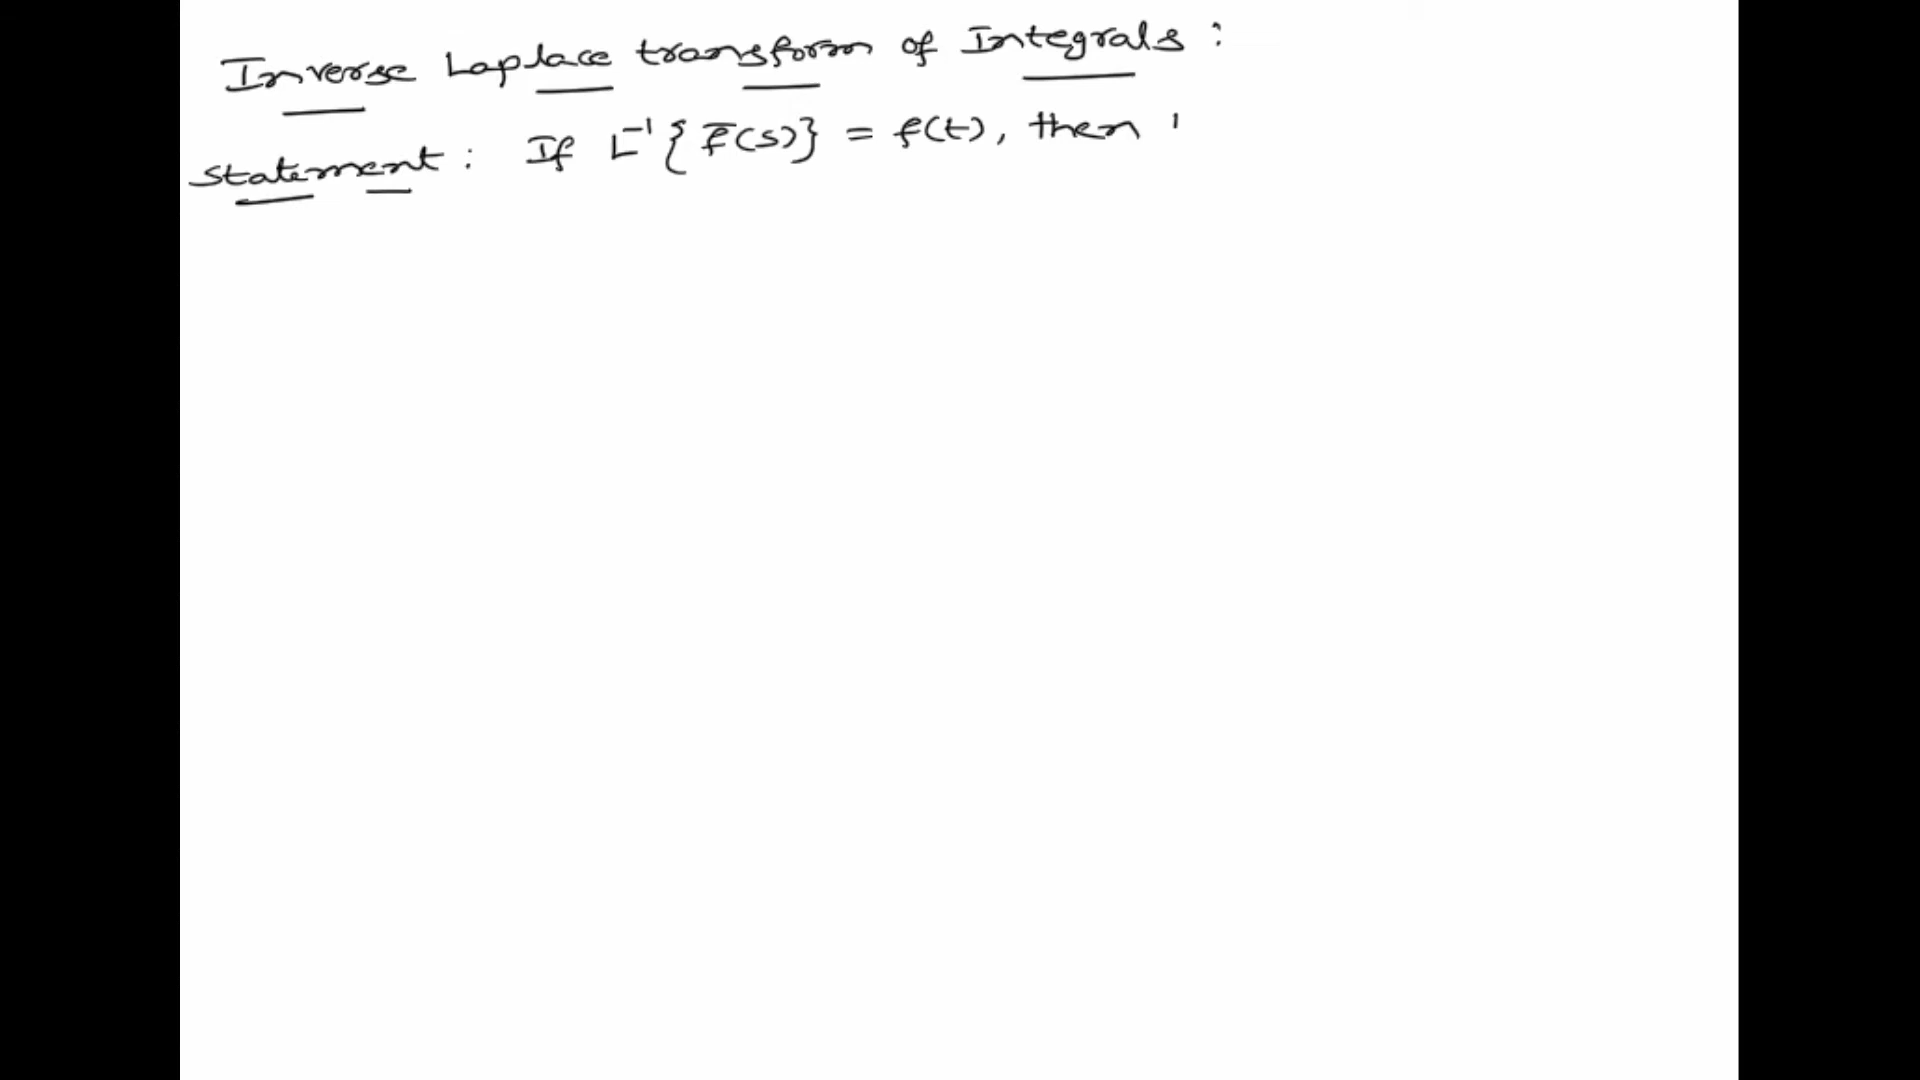 Inverse Laplace transform of Integrals :
Statement : If L⁻¹{f̅(s)} = f(t), then